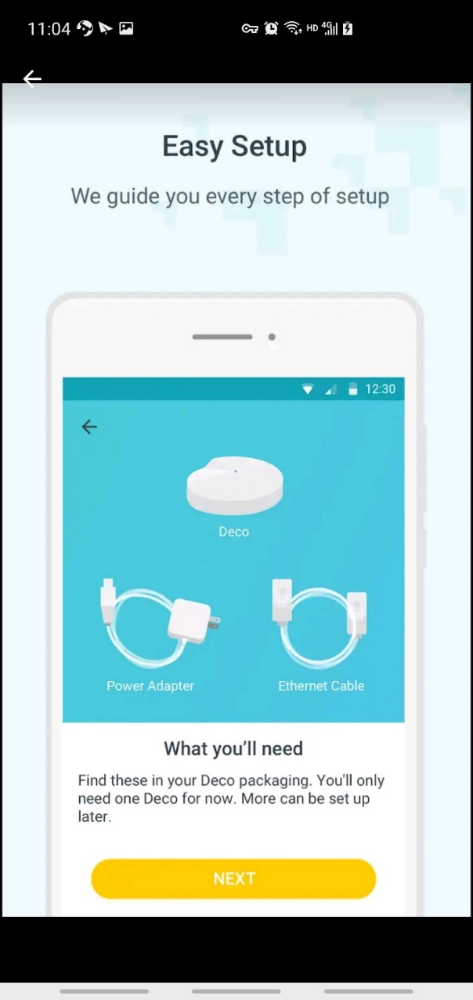 11:04
HD 4G
Easy Setup
We guide you every step of setup
12:30
Deco
Power Adapter
Ethernet Cable
What you’ll need
Find these in your Deco packaging. You'll only
need one Deco for now. More can be set up
later.
NEXT